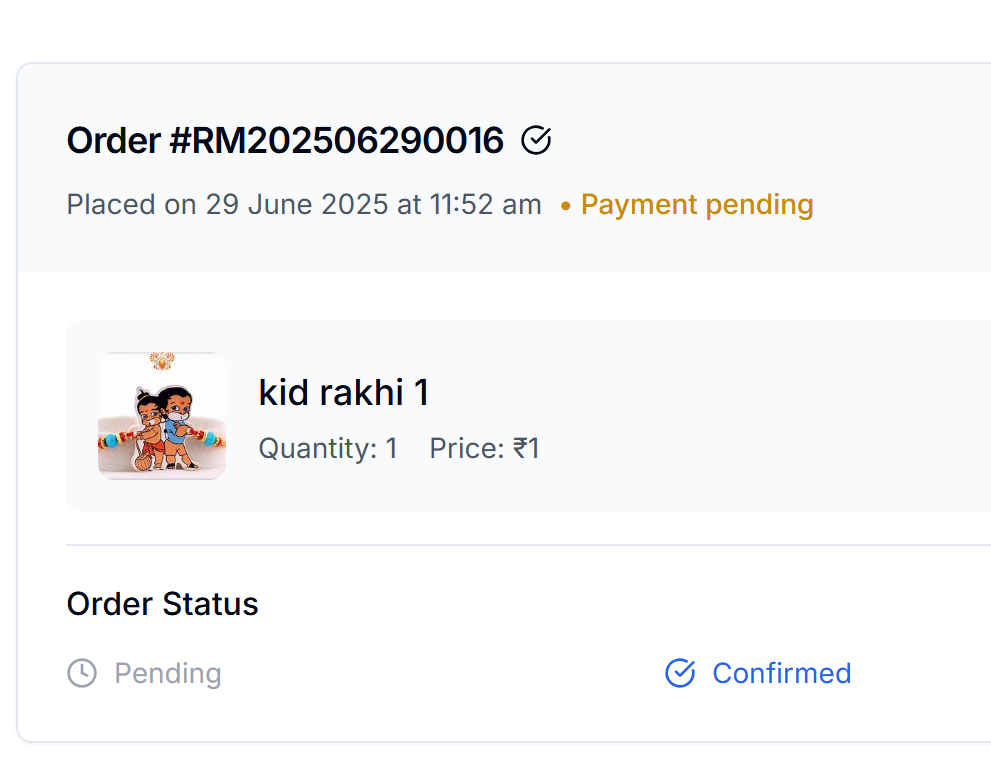 Order #RM202506290016
Placed on 29 June 2025 at 11:52 am • Payment pending
kid rakhi 1
Quantity: 1 Price: ₹1
Order Status
Pending Confirmed